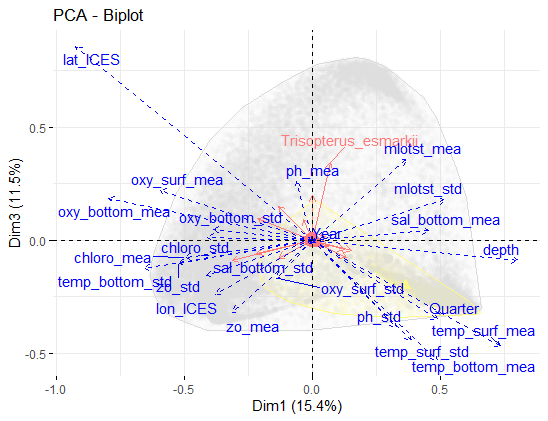 PCA - Biplot
lat_ICES
Trisopterus_esmarkii
mlotst_mea
ph_mea
oxy_surf_mea
mlotst_std
oxy_bottom_mea
oxy_bottom_std
sal_bottom_mea
chloro_std
depth
chloro_mea
sal_bottom_std
temp_bottom_std
oxy_surf_std
lon_ICES
Quarter
zo_mea
ph_std
temp_surf_mea
temp_surf_std
temp_bottom_mea
0.5
0.0
-0.5
-1.0
-0.5
0.0
0.5
Dim3 (11.5%)
Dim1 (15.4%)